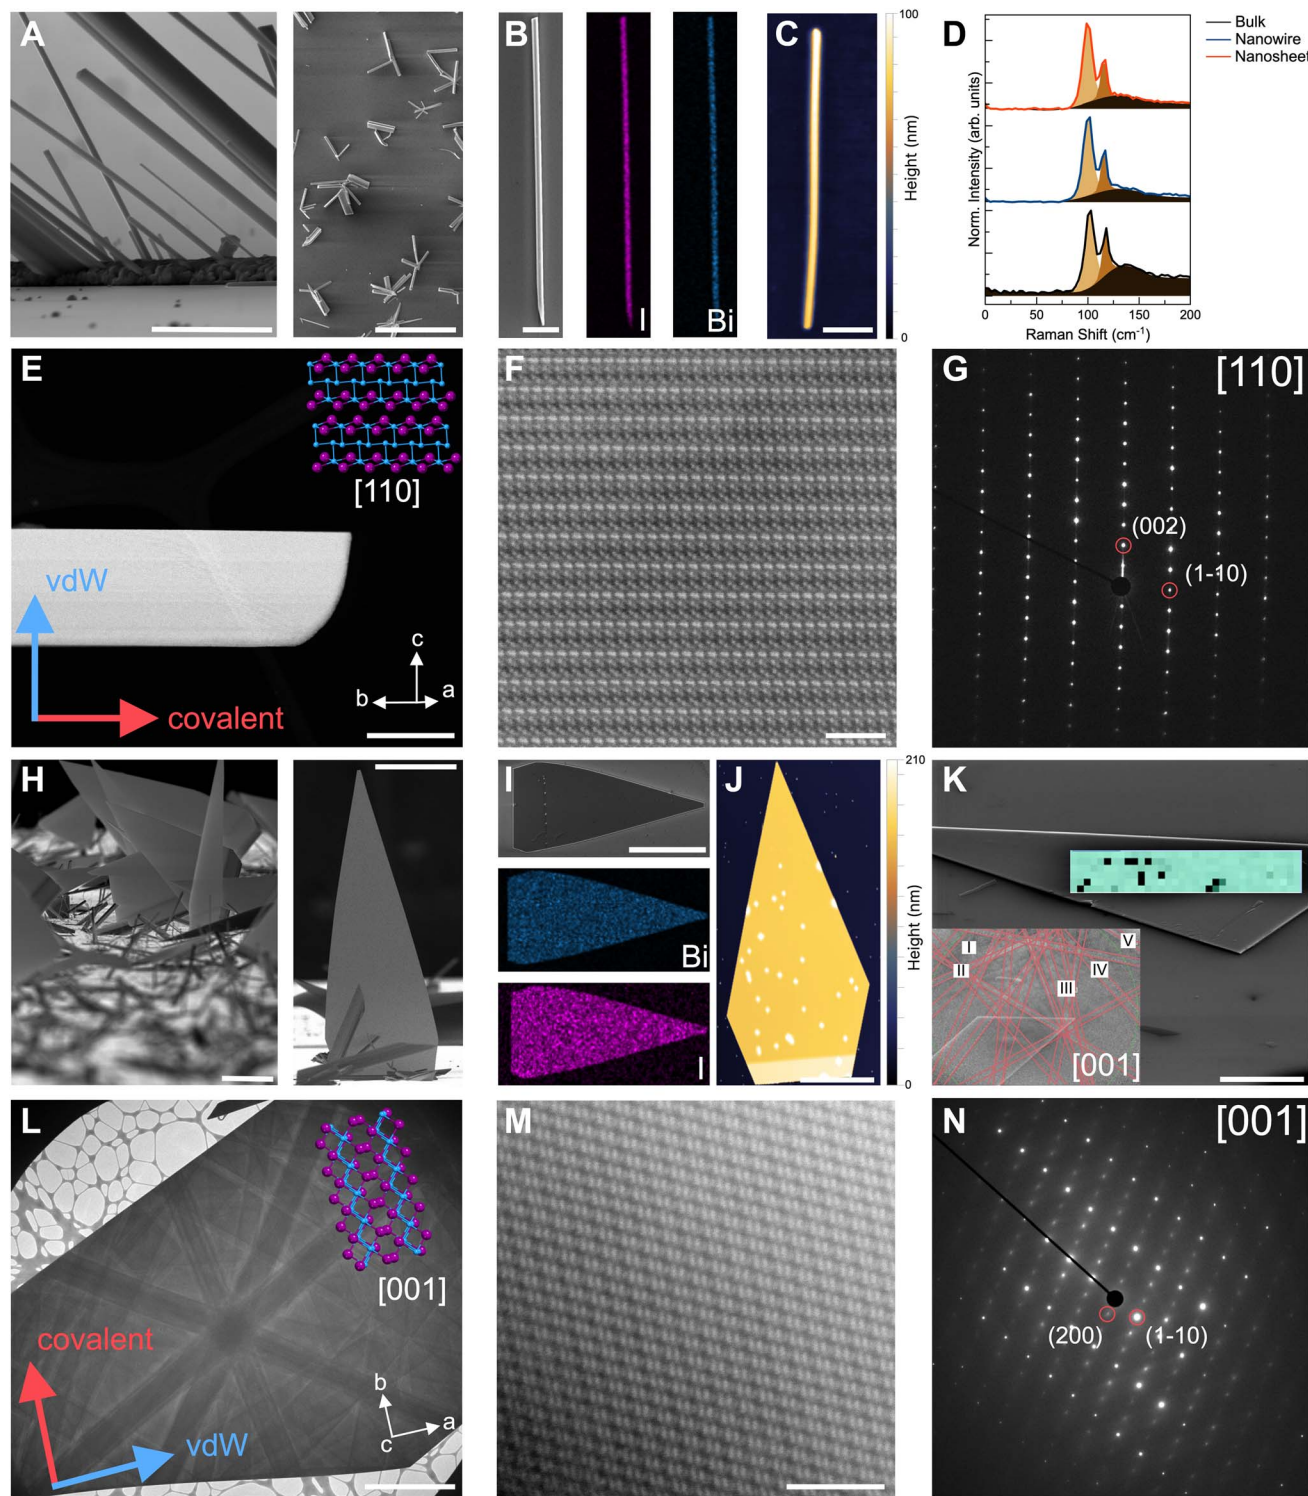 A
B
I
Bi
C
100
Height (nm)
0
D
Bulk
Nanowire
Nanosheet
Norm. Intensity (arb. units)
0
50
100
150
200
Raman Shift (cm⁻¹)
E
[110]
vdW
covalent
c
b
a
F
G
[110]
(002)
(1-10)
H
I
Bi
I
J
210
Height (nm)
0
K
I
II
III
IV
V
[001]
L
[001]
covalent
vdW
b
a
c
M
N
[001]
(200)
(1-10)